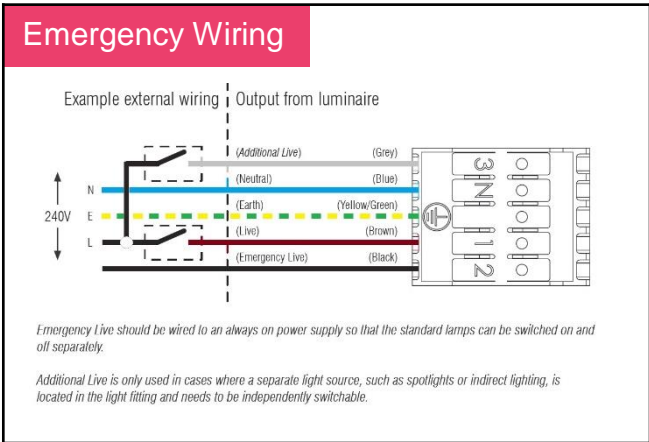 Emergency Wiring
Example external wiring Output from luminaire
(Additional Live) (Grey)
3
N (Neutral) (Blue)
N
240V E (Earth) (Yellow/Green)
L (Live) (Brown)
1
(Emergency Live) (Black)
2
Emergency Live should be wired to an always on power supply so that the standard lamps can be switched on and
off separately.
Additional Live is only used in cases where a separate light source, such as spotlights or indirect lighting, is
located in the light fitting and needs to be independently switchable.